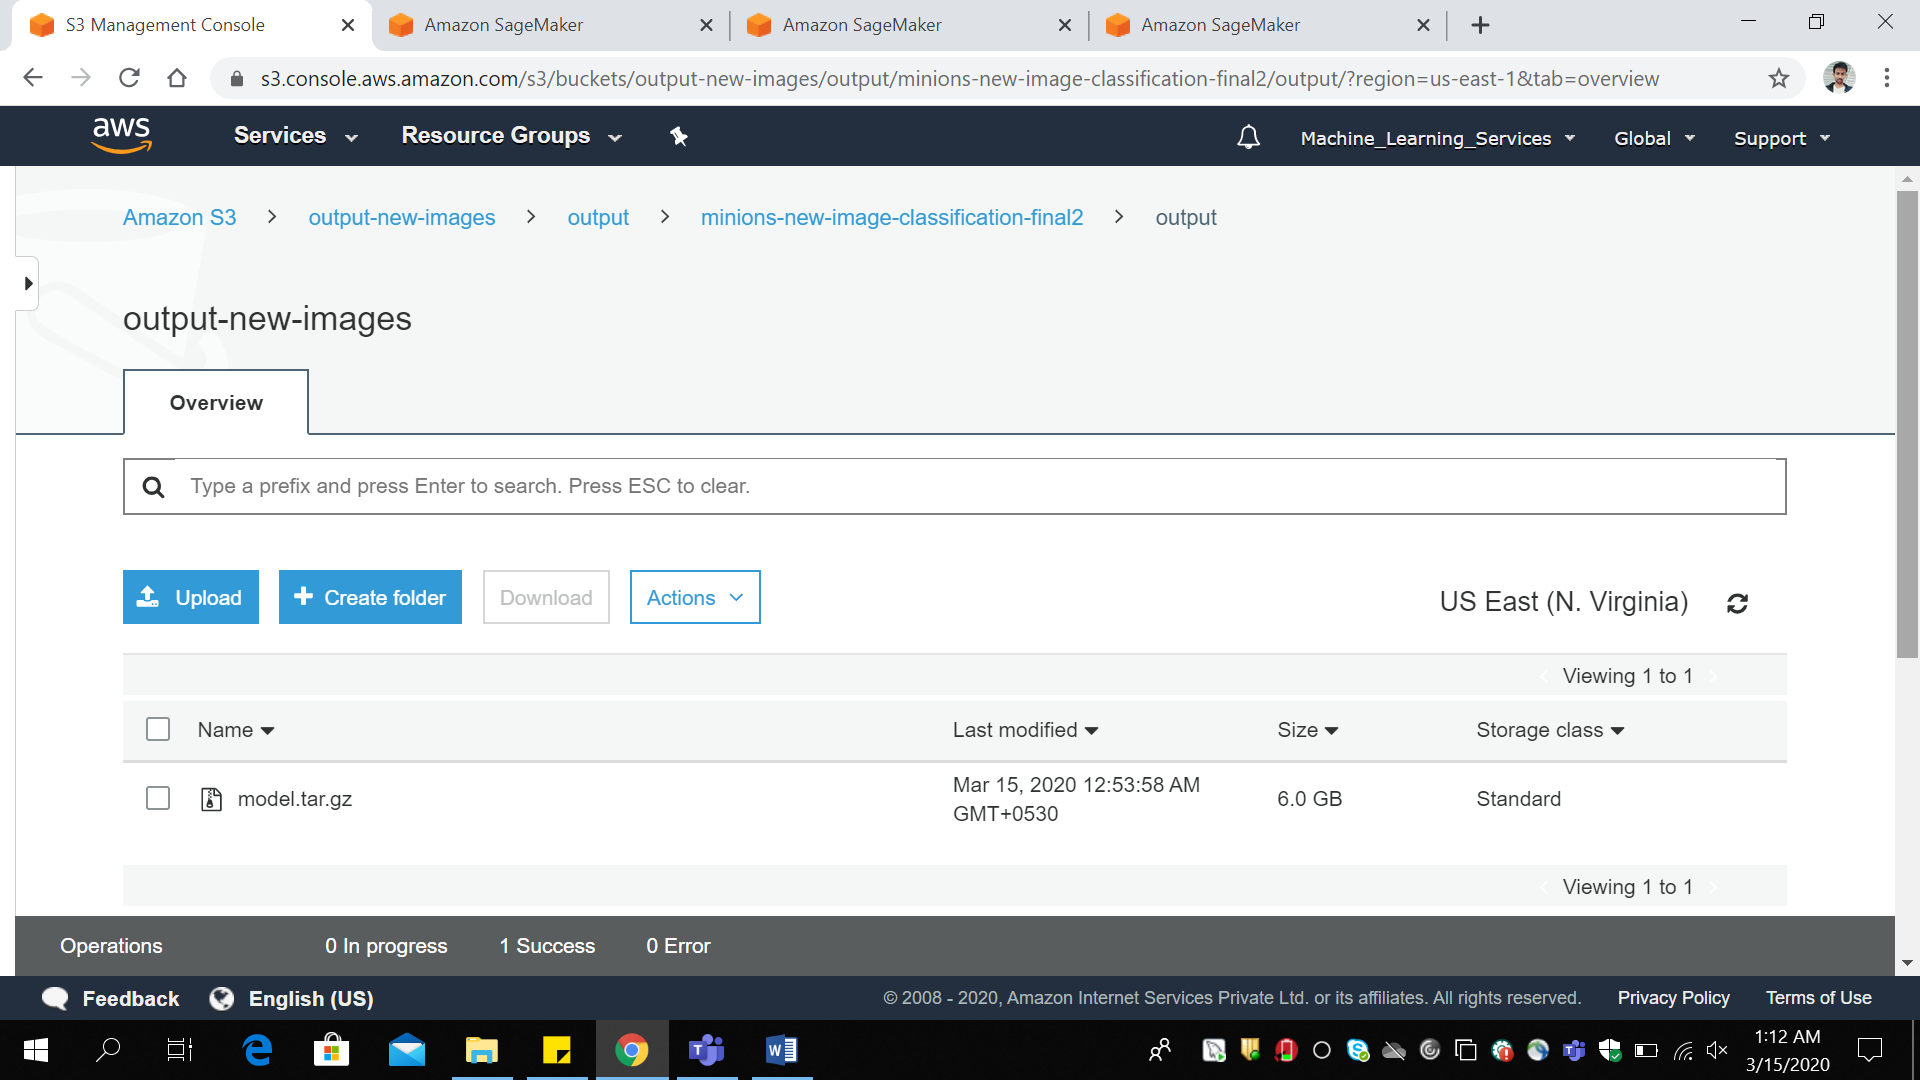 S3 Management Console
Amazon SageMaker
Amazon SageMaker
Amazon SageMaker
s3.console.aws.amazon.com/s3/buckets/output-new-images/output/minions-new-image-classification-final2/output/?region=us-east-1&tab=overview
aws Services Resource Groups Machine_Learning_Services Global Support
Amazon S3 > output-new-images > output > minions-new-image-classification-final2 > output
output-new-images
Overview
Type a prefix and press Enter to search. Press ESC to clear.
Upload Create folder Download Actions US East (N. Virginia)
Viewing 1 to 1
Name Last modified Size Storage class
model.tar.gz Mar 15, 2020 12:53:58 AM GMT+0530 6.0 GB Standard
Viewing 1 to 1
Operations 0 In progress 1 Success 0 Error
Feedback English (US) © 2008 - 2020, Amazon Internet Services Private Ltd. or its affiliates. All rights reserved. Privacy Policy Terms of Use
1:12 AM
3/15/2020